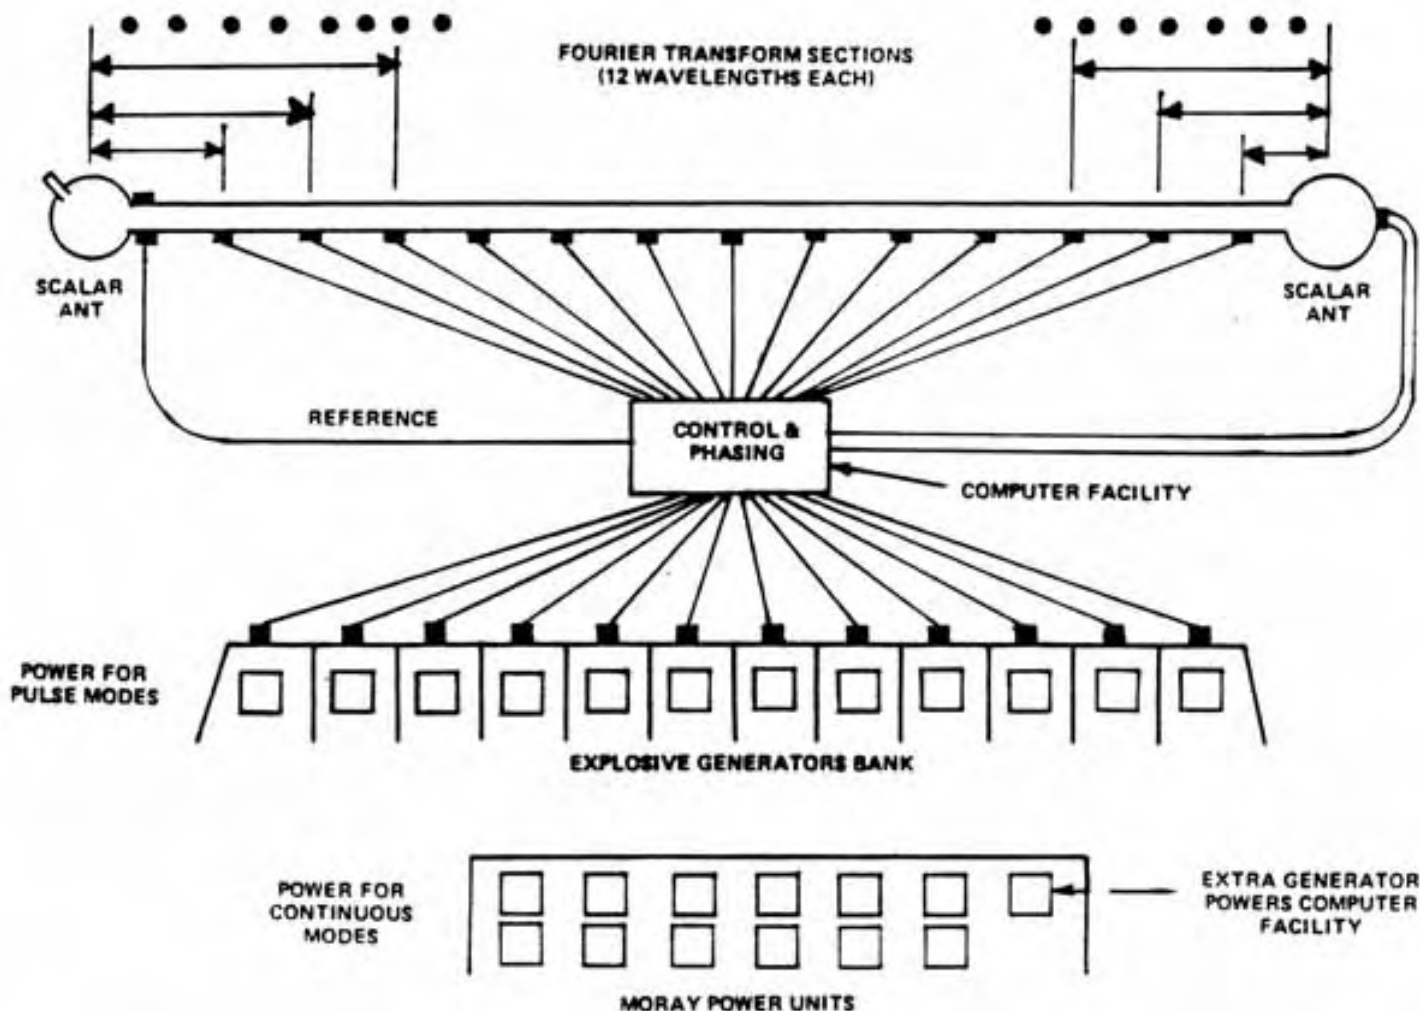 FOURIER TRANSFORM SECTIONS
(12 WAVELENGTHS EACH)
SCALAR
ANT
SCALAR
ANT
REFERENCE
CONTROL &
PHASING
COMPUTER FACILITY
POWER FOR
PULSE MODES
EXPLOSIVE GENERATORS BANK
POWER FOR
CONTINUOUS
MODES
EXTRA GENERATOR
POWERS COMPUTER
FACILITY
MORAY POWER UNITS